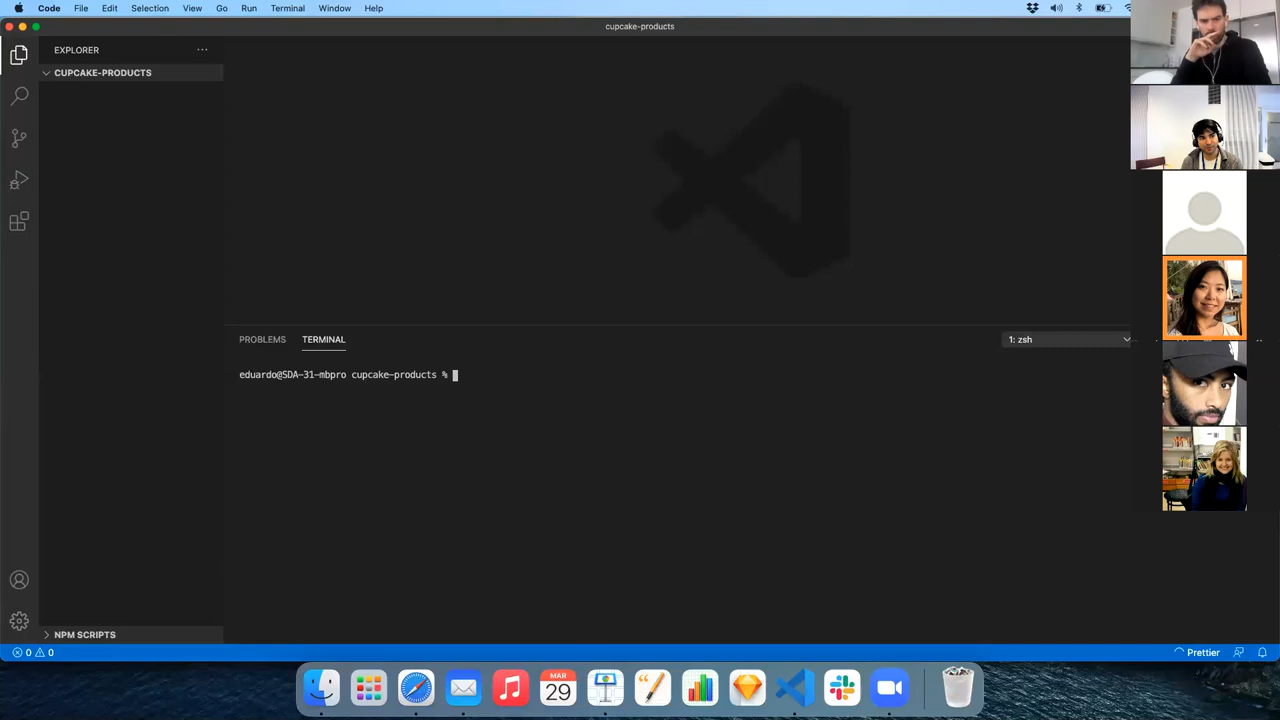 Code File Edit Selection View Go Run Terminal Window Help
cupcake-products
EXPLORER
CUPCAKE-PRODUCTS
PROBLEMS TERMINAL
1: zsh
eduardo@SDA-31-mbpro cupcake-products %
NPM SCRIPTS
0 0
Prettier
MAR
29